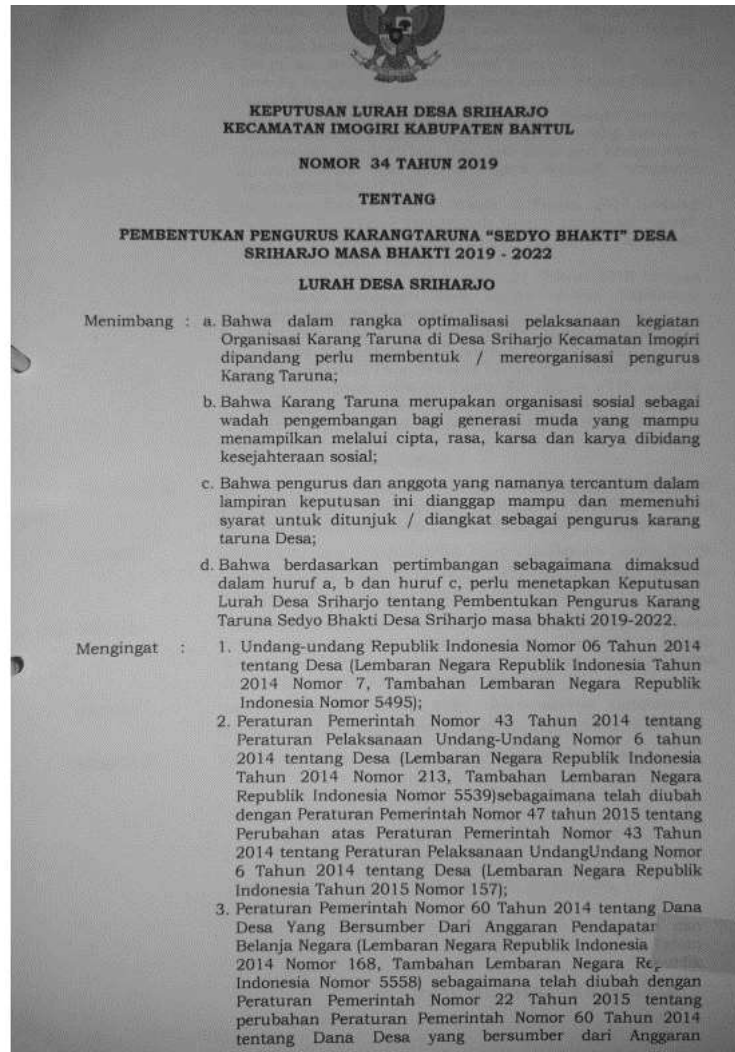 KEPUTUSAN LURAH DESA SRIHARJO
KECAMATAN IMOGIRI KABUPATEN BANTUL
NOMOR 34 TAHUN 2019
TENTANG
PEMBENTUKAN PENGURUS KARANGTARUNA “SEDYO BHAKTI” DESA
SRIHARJO MASA BHAKTI 2019 - 2022
LURAH DESA SRIHARJO
Menimbang : a. Bahwa dalam rangka optimalisasi pelaksanaan kegiatan
Organisasi Karang Taruna di Desa Sriharjo Kecamatan Imogiri
dipandang perlu membentuk / mereorganisasi pengurus
Karang Taruna;
b. Bahwa Karang Taruna merupakan organisasi sosial sebagai
wadah pengembangan bagi generasi muda yang mampu
menampilkan melalui cipta, rasa, karsa dan karya dibidang
kesejahteraan sosial;
c. Bahwa pengurus dan anggota yang namanya tercantum dalam
lampiran keputusan ini dianggap mampu dan memenuhi
syarat untuk ditunjuk / diangkat sebagai pengurus karang
taruna Desa;
d. Bahwa berdasarkan pertimbangan sebagaimana dimaksud
dalam huruf a, b dan huruf c, perlu menetapkan Keputusan
Lurah Desa Sriharjo tentang Pembentukan Pengurus Karang
Taruna Sedyo Bhakti Desa Sriharjo masa bhakti 2019-2022.
Mengingat : 1. Undang-undang Republik Indonesia Nomor 06 Tahun 2014
tentang Desa (Lembaran Negara Republik Indonesia Tahun
2014 Nomor 7, Tambahan Lembaran Negara Republik
Indonesia Nomor 5495);
2. Peraturan Pemerintah Nomor 43 Tahun 2014 tentang
Peraturan Pelaksanaan Undang-Undang Nomor 6 tahun
2014 tentang Desa (Lembaran Negara Republik Indonesia
Tahun 2014 Nomor 213, Tambahan Lembaran Negara
Republik Indonesia Nomor 5539)sebagaimana telah diubah
dengan Peraturan Pemerintah Nomor 47 tahun 2015 tentang
Perubahan atas Peraturan Pemerintah Nomor 43 Tahun
2014 tentang Peraturan Pelaksanaan UndangUndang Nomor
6 Tahun 2014 tentang Desa (Lembaran Negara Republik
Indonesia Tahun 2015 Nomor 157);
3. Peraturan Pemerintah Nomor 60 Tahun 2014 tentang Dana
Desa Yang Bersumber Dari Anggaran Pendapatan
Belanja Negara (Lembaran Negara Republik Indonesia
2014 Nomor 168, Tambahan Lembaran Negara
Indonesia Nomor 5558) sebagaimana telah diubah dengan
Peraturan Pemerintah Nomor 22 Tahun 2015 tentang
perubahan Peraturan Pemerintah Nomor 60 Tahun 2014
tentang Dana Desa yang bersumber dari Anggaran